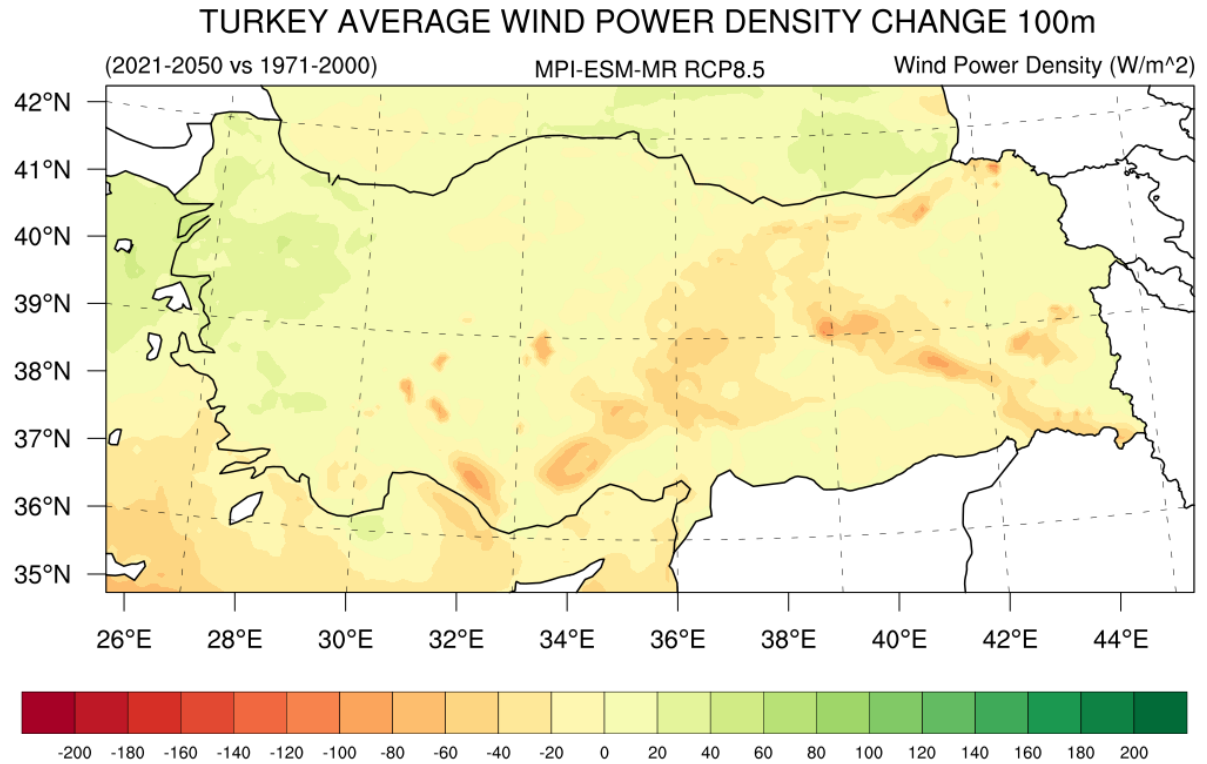 TURKEY AVERAGE WIND POWER DENSITY CHANGE 100m
(2021-2050 vs 1971-2000) MPI-ESM-MR RCP8.5 Wind Power Density (W/m^2)
42°N
41°N
40°N
39°N
38°N
37°N
36°N
35°N
26°E 28°E 30°E 32°E 34°E 36°E 38°E 40°E 42°E 44°E
-200 -180 -160 -140 -120 -100 -80 -60 -40 -20 0 20 40 60 80 100 120 140 160 180 200